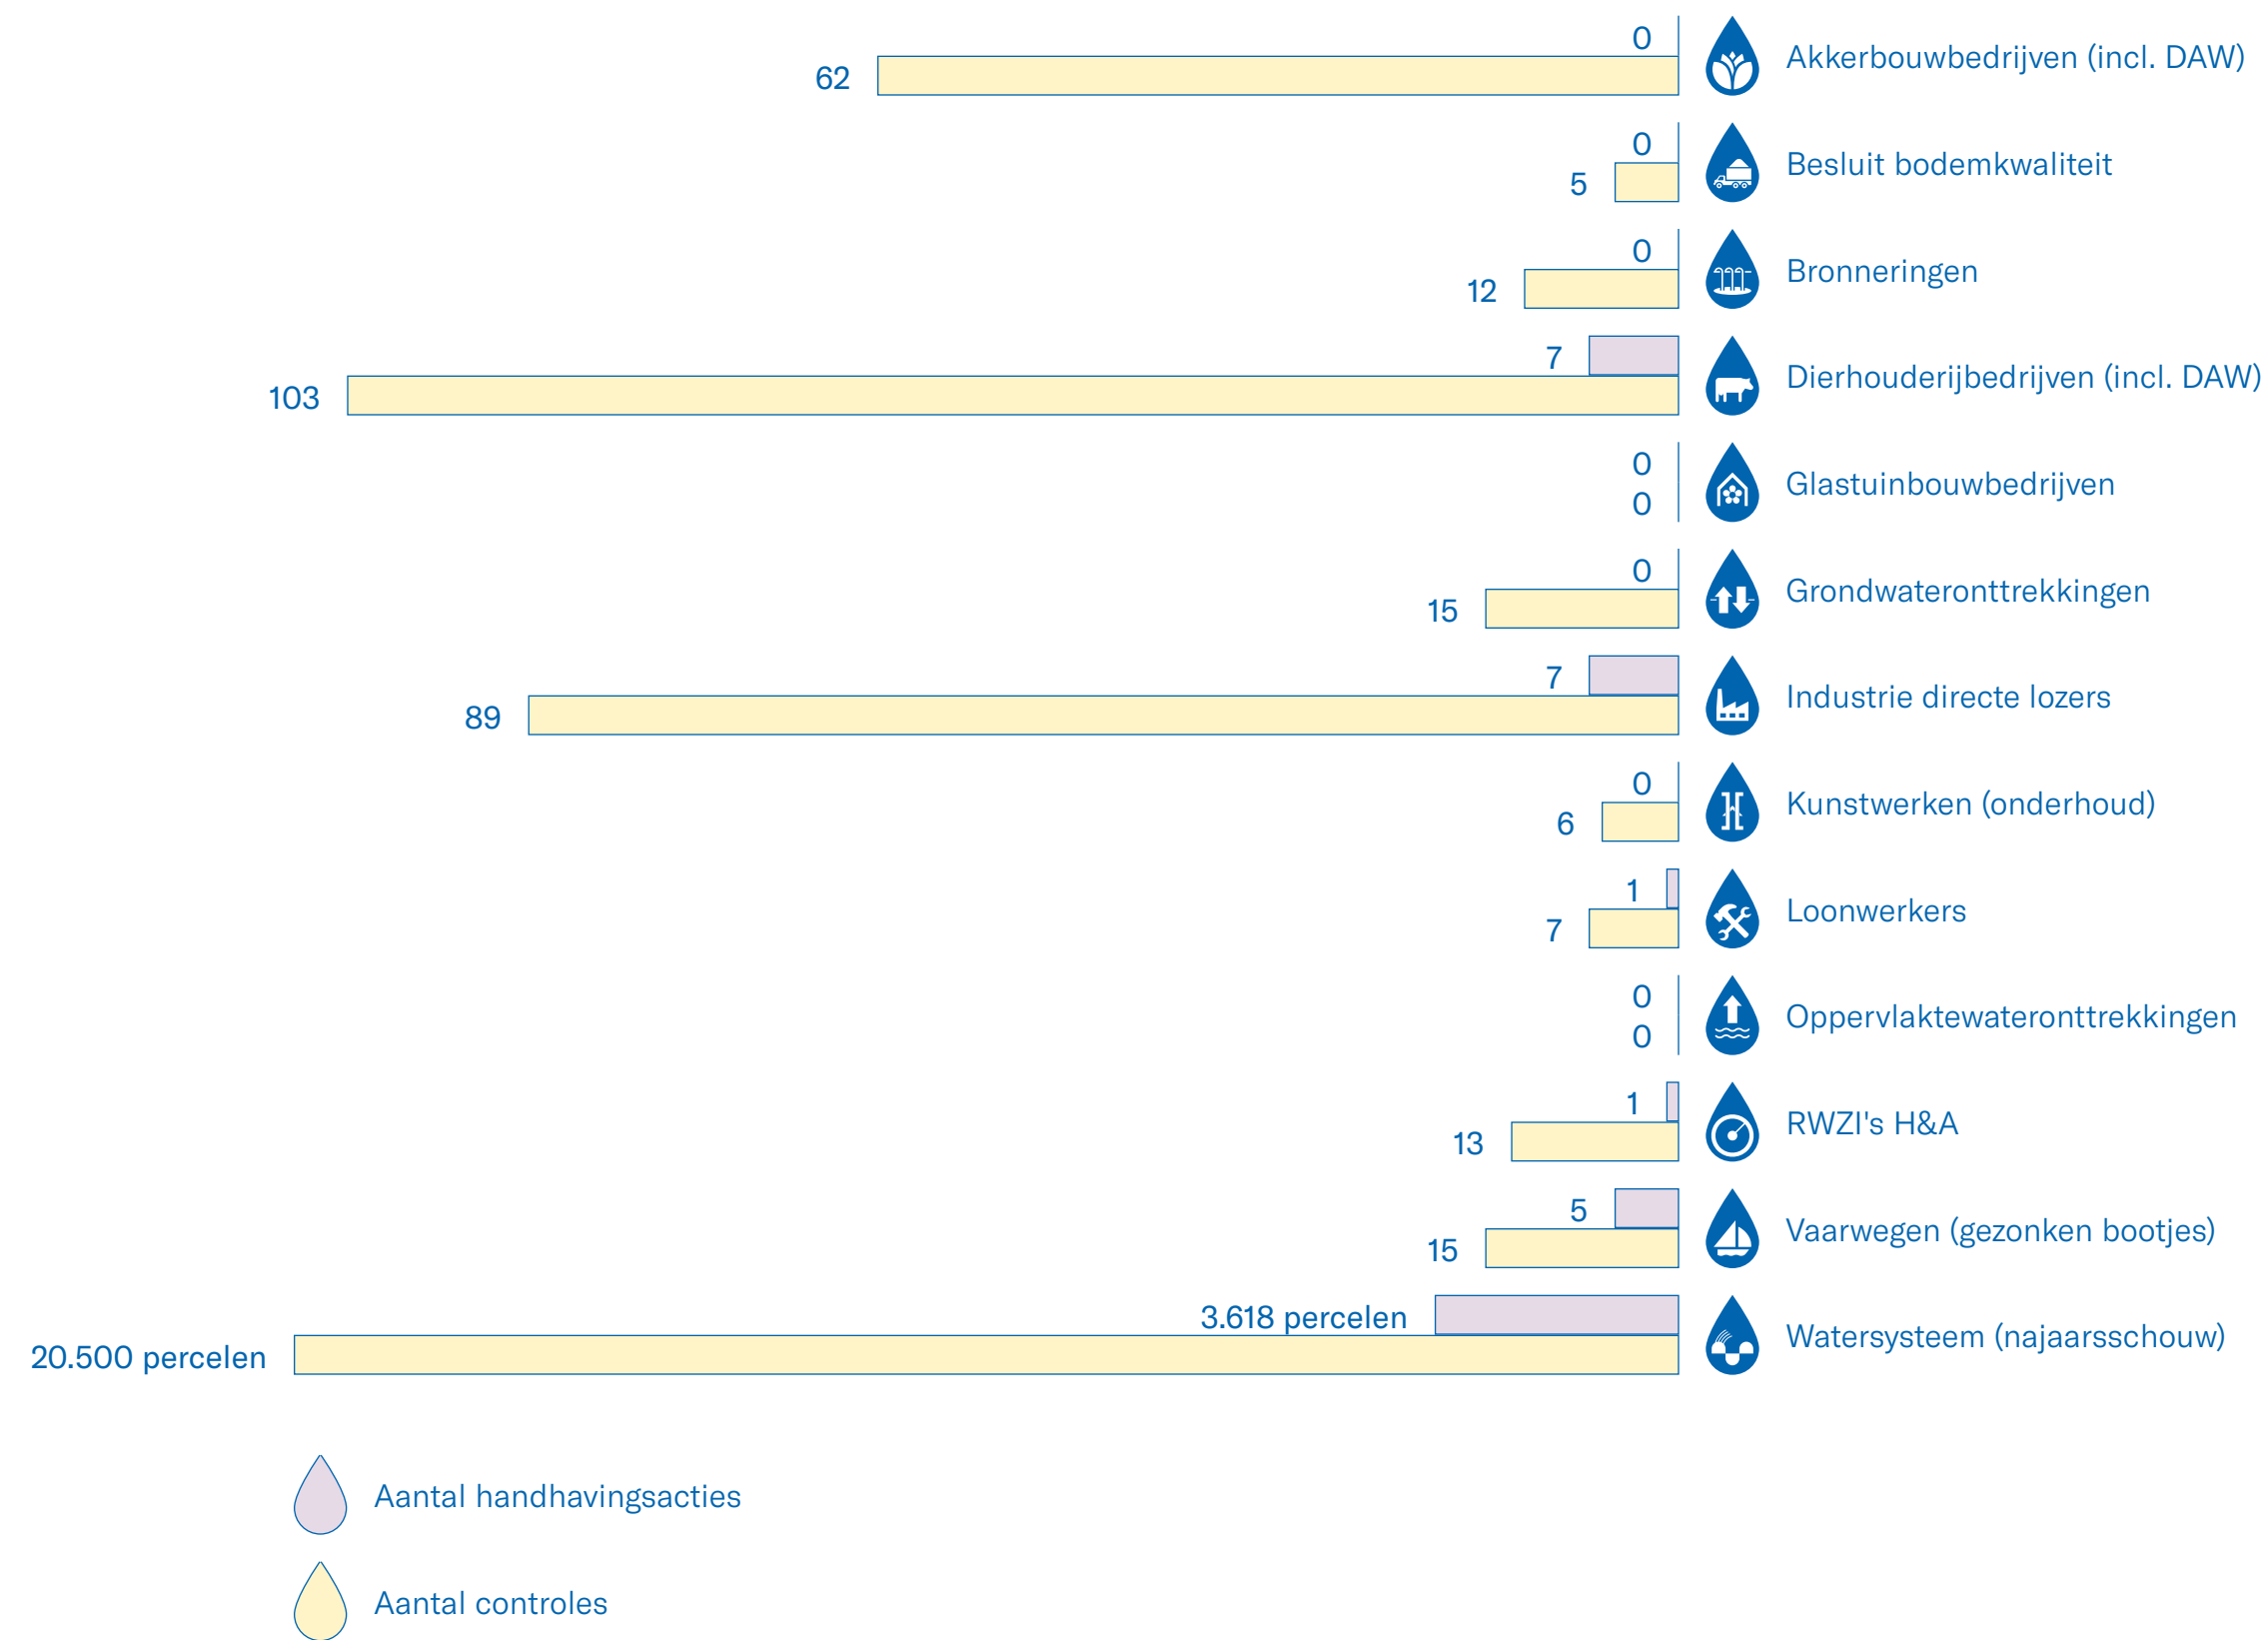 0
62
Akkerbouwbedrijven (incl. DAW)
0
5
Besluit bodemkwaliteit
0
12
Bronneringen
7
103
Dierhouderijbedrijven (incl. DAW)
0
0
Glastuinbouwbedrijven
0
15
Grondwateronttrekkingen
7
89
Industrie directe lozers
0
6
Kunstwerken (onderhoud)
1
7
Loonwerkers
0
0
Oppervlaktewateronttrekkingen
1
13
RWZI's H&A
5
15
Vaarwegen (gezonken bootjes)
3.618 percelen
20.500 percelen
Watersysteem (najaarsschouw)
Aantal handhavingsacties
Aantal controles